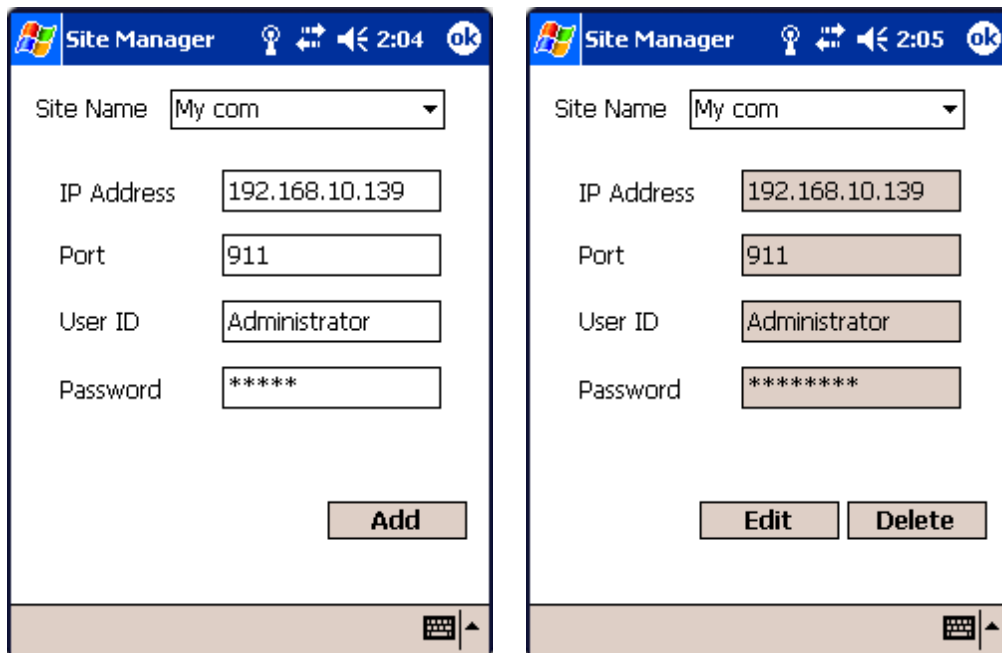 Site Manager 2:04 ok
Site Name My com
IP Address 192.168.10.139
Port 911
User ID Administrator
Password *****
Add
Site Manager 2:05 ok
Site Name My com
IP Address 192.168.10.139
Port 911
User ID Administrator
Password ********
Edit Delete